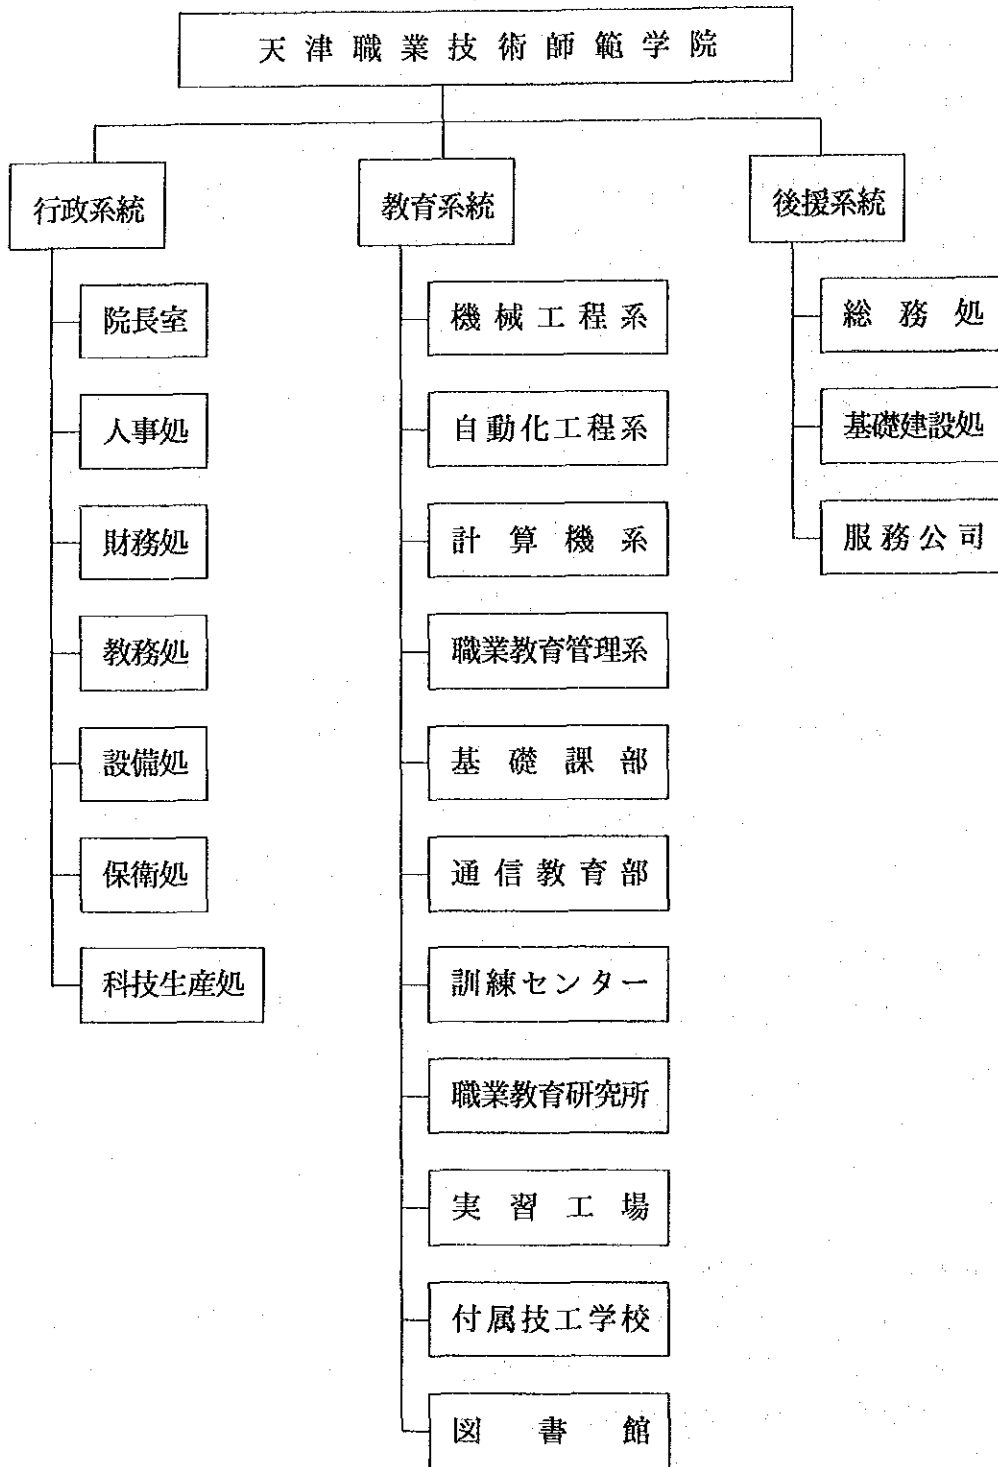 天津職業技術師範学院
行政系統
院長室
人事処
財務処
教務処
設備処
保衛処
科技生産処
教育系統
機械工程系
自動化工程系
計算機系
職業教育管理系
基礎課部
通信教育部
訓練センター
職業教育研究所
実習工場
付属技工学校
図書館
後援系統
総務処
基礎建設処
服務公司